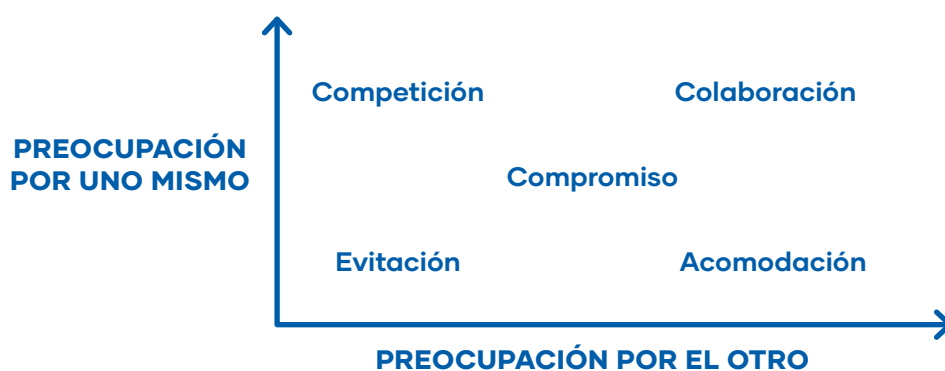 Competición
Colaboración
PREOCUPACIÓN
POR UNO MISMO
Compromiso
Evitación
Acomodación
PREOCUPACIÓN POR EL OTRO